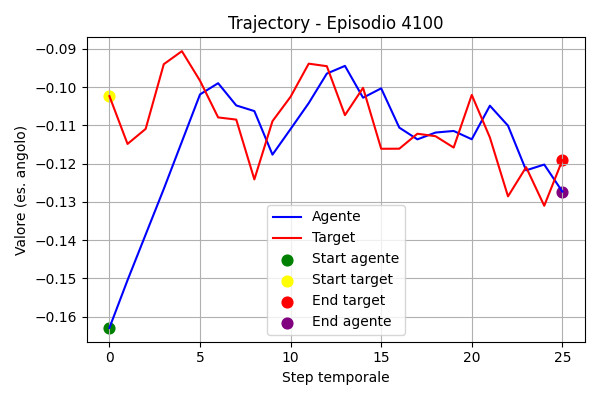 Trajectory - Episodio 4100
Valore (es. angolo)
−0.09
−0.10
−0.11
−0.12
−0.13
−0.14
−0.15
−0.16
Agente
Target
Start agente
Start target
End target
End agente
0 5 10 15 20 25
Step temporale